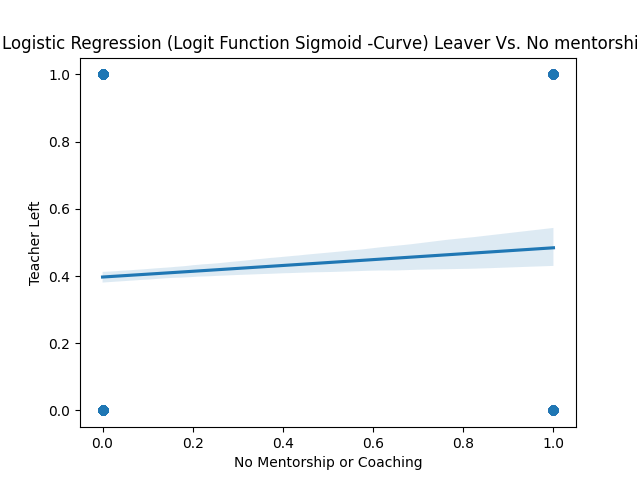 Logistic Regression (Logit Function Sigmoid -Curve) Leaver Vs. No mentorshi
1.0
0.8
0.6
0.4
0.2
0.0
Teacher Left
0.0 0.2 0.4 0.6 0.8 1.0
No Mentorship or Coaching